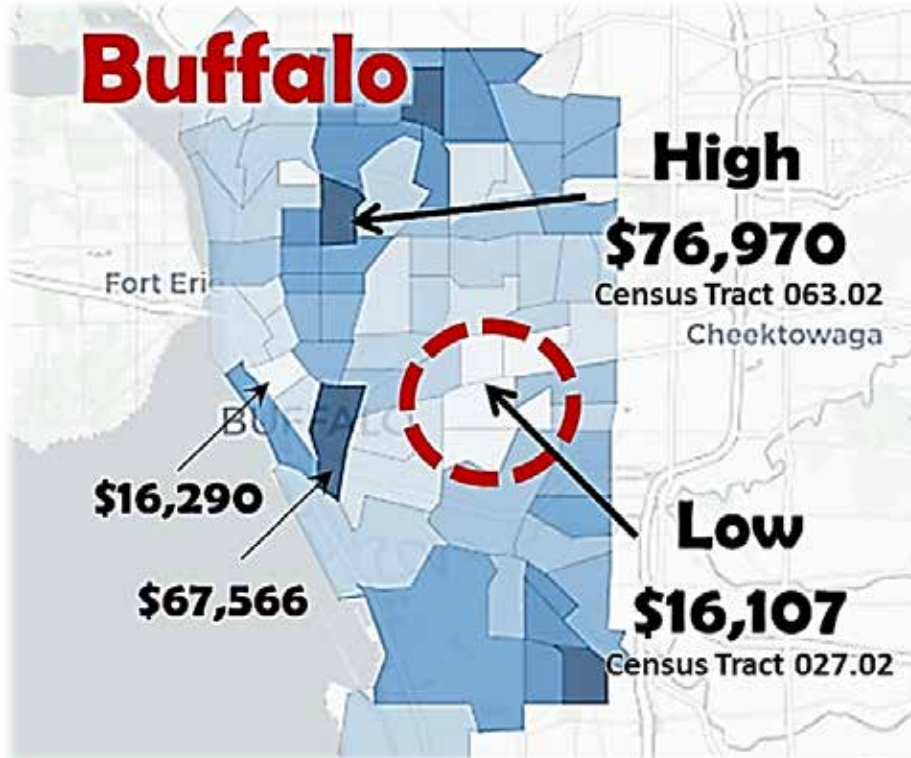 Buffalo
High
$76,970
Census Tract 063.02
Fort Erie
Cheektowaga
BUFFALO
$16,290
$67,566
Low
$16,107
Census Tract 027.02